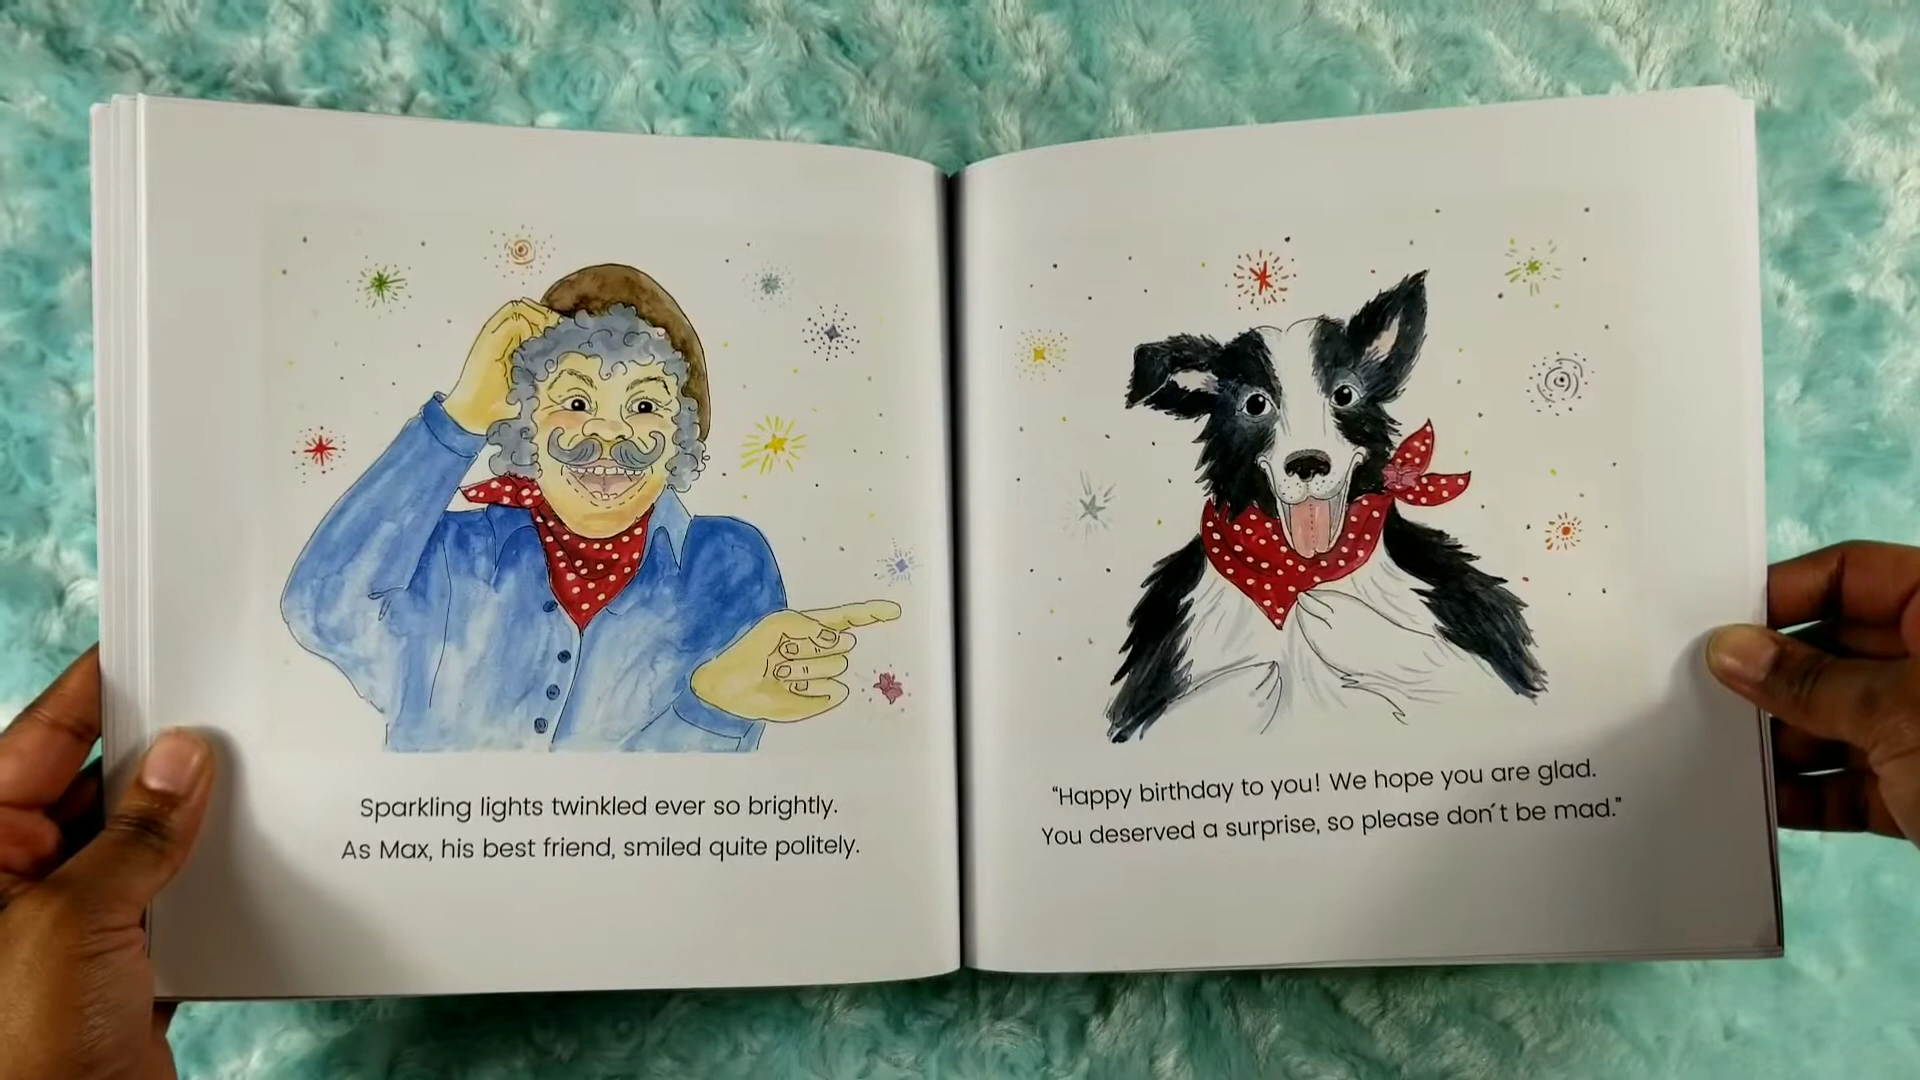 Sparkling lights twinkled ever so brightly.
As Max, his best friend, smiled quite politely.
“Happy birthday to you! We hope you are glad.
You deserved a surprise, so please don´t be mad.”